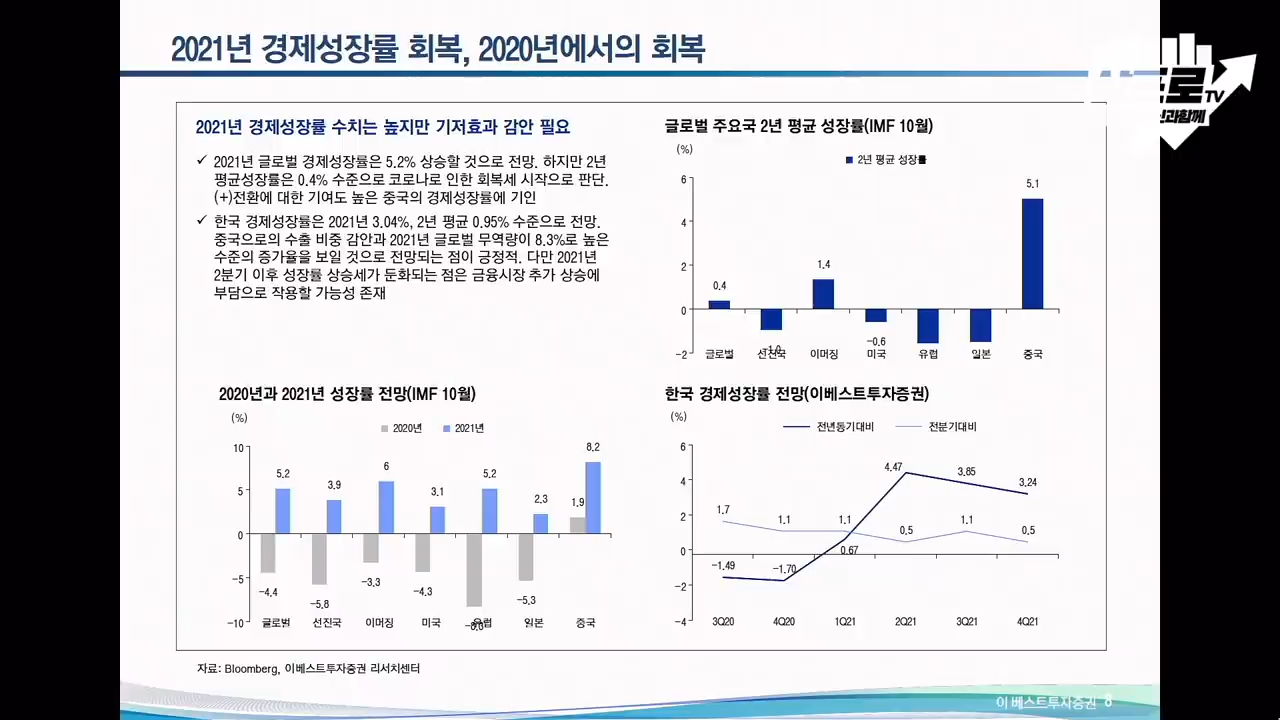 2021년 경제성장률 회복, 2020년에서의 회복
로TV
신과함께
2021년 경제성장률 수치는 높지만 기저효과 감안 필요
✓ 2021년 글로벌 경제성장률은 5.2% 상승할 것으로 전망. 하지만 2년
평균성장률은 0.4% 수준으로 코로나로 인한 회복세 시작으로 판단.
(+)전환에 대한 기여도 높은 중국의 경제성장률에 기인
✓ 한국 경제성장률은 2021년 3.04%, 2년 평균 0.95% 수준으로 전망.
중국으로의 수출 비중 감안과 2021년 글로벌 무역량이 8.3%로 높은
수준의 증가율을 보일 것으로 전망되는 점이 긍정적. 다만 2021년
2분기 이후 성장률 상승세가 둔화되는 점은 금융시장 추가 상승에
부담으로 작용할 가능성 존재
글로벌 주요국 2년 평균 성장률(IMF 10월)
(%)
2년 평균 성장률
6
5.1
4
2
1.4
0.4
0
-0.6
-1.0
-2
글로벌 선진국 이머징 미국 유럽 일본 중국
2020년과 2021년 성장률 전망(IMF 10월)
(%)
2020년 2021년
10
8.2
5.2 3.9 6 3.1 5.2 2.3 1.9
5
0
-5
-4.4 -5.8 -3.3 -4.3 -5.3
-10
글로벌 선진국 이머징 미국 유럽 일본 중국
한국 경제성장률 전망(이베스트투자증권)
(%)
전년동기대비 전분기대비
6
4.47 3.85 3.24
4
2
1.7 1.1 1.1 0.5 1.1 0.5
0
0.67
-1.49 -1.70
-2
-4
3Q20 4Q20 1Q21 2Q21 3Q21 4Q21
자료: Bloomberg, 이베스트투자증권 리서치센터
이베스트투자증권 8